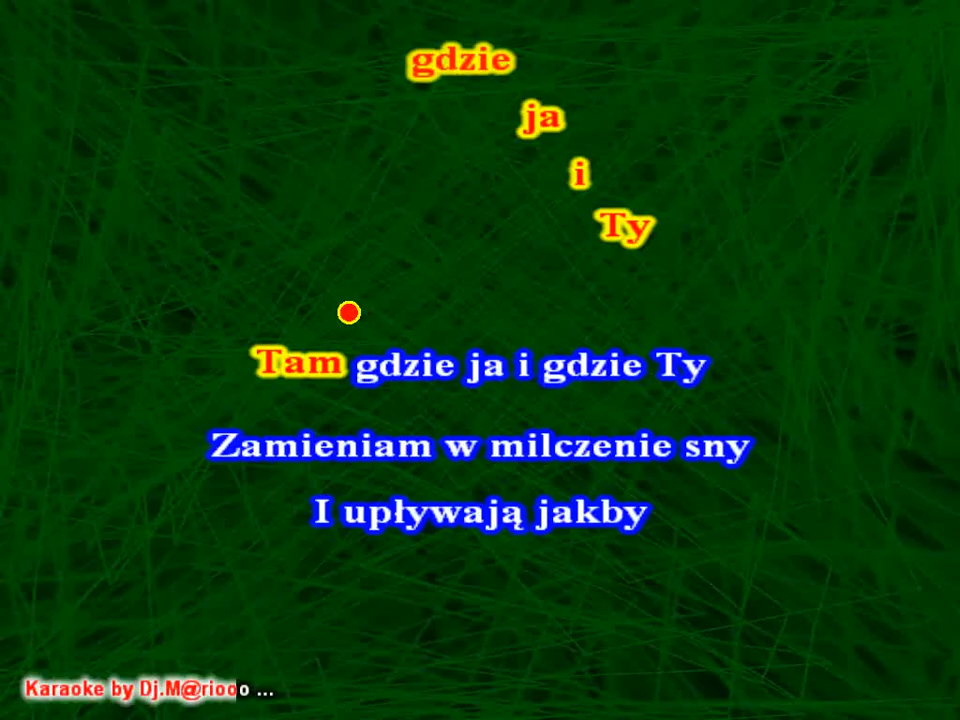 gdzie
ja
i
Ty
Tam gdzie ja i gdzie Ty
Zamieniam w milczenie sny
I upływają jakby
Karaoke by Dj.M@riooo ...